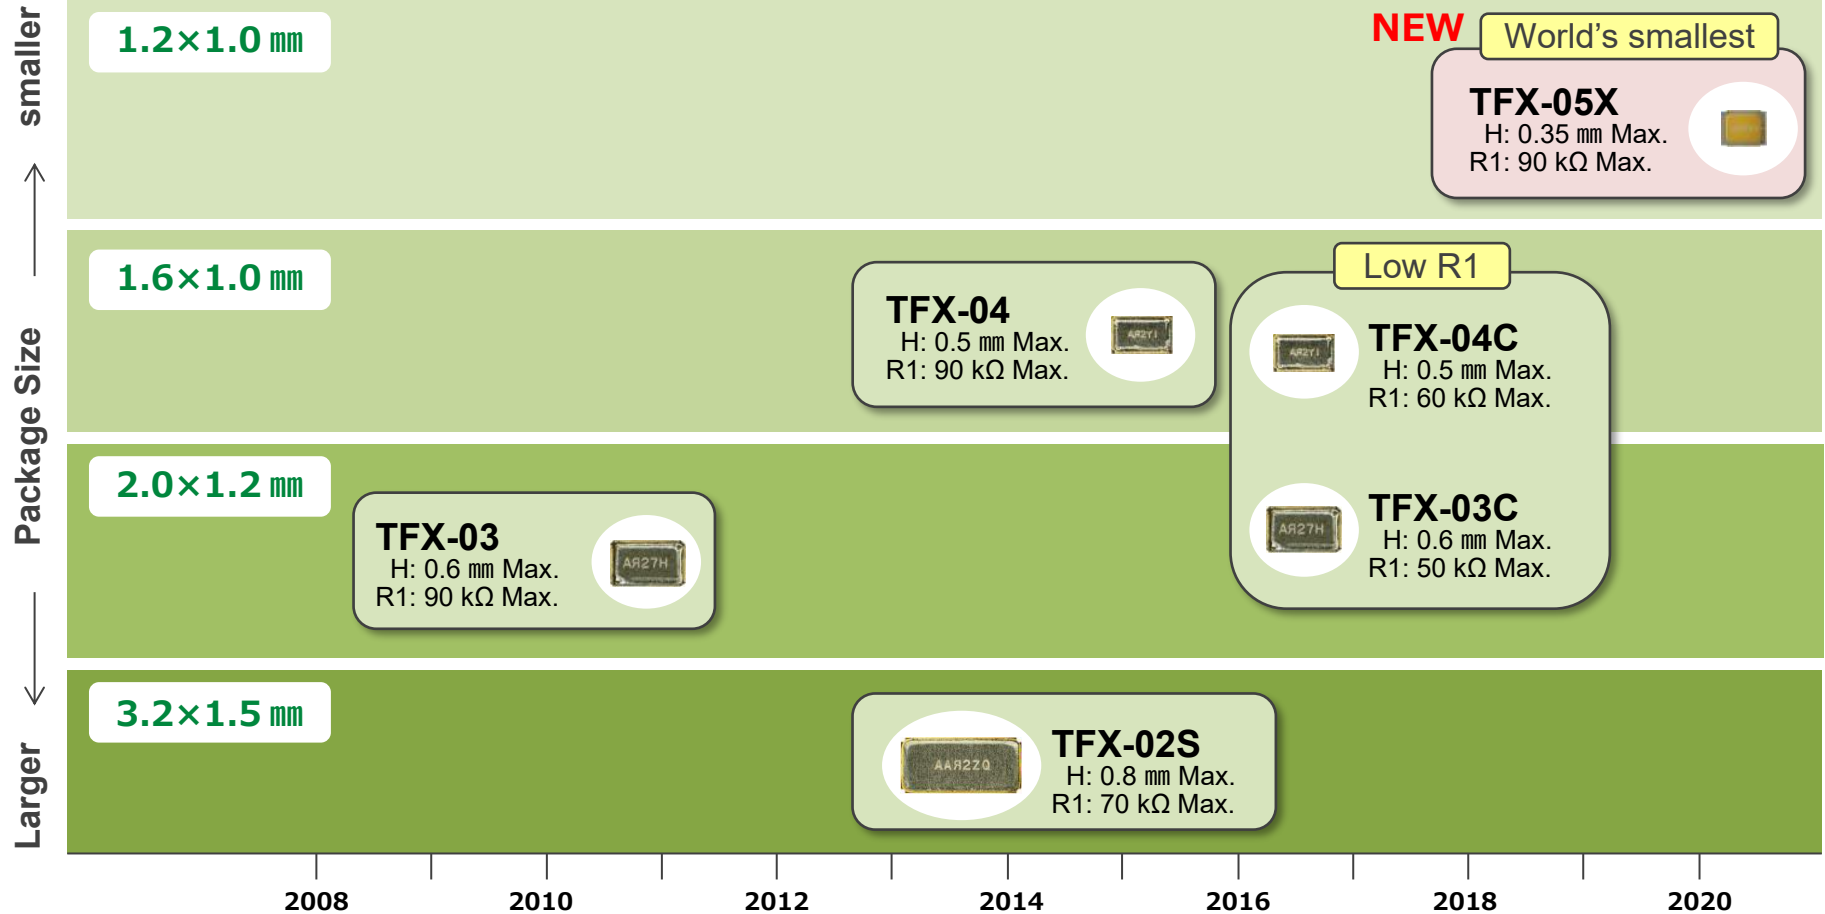 smaller
Package Size
Larger
1.2×1.0 ㎜
NEW
World's smallest
TFX-05X
H: 0.35 ㎜ Max.
R1: 90 kΩ Max.
1.6×1.0 ㎜
TFX-04
H: 0.5 ㎜ Max.
R1: 90 kΩ Max.
AR2YI
Low R1
AR2YI
TFX-04C
H: 0.5 ㎜ Max.
R1: 60 kΩ Max.
2.0×1.2 ㎜
TFX-03
H: 0.6 ㎜ Max.
R1: 90 kΩ Max.
AЯ27H
AЯ27H
TFX-03C
H: 0.6 ㎜ Max.
R1: 50 kΩ Max.
3.2×1.5 ㎜
AAЯ2ZQ
TFX-02S
H: 0.8 ㎜ Max.
R1: 70 kΩ Max.
2008 2010 2012 2014 2016 2018 2020